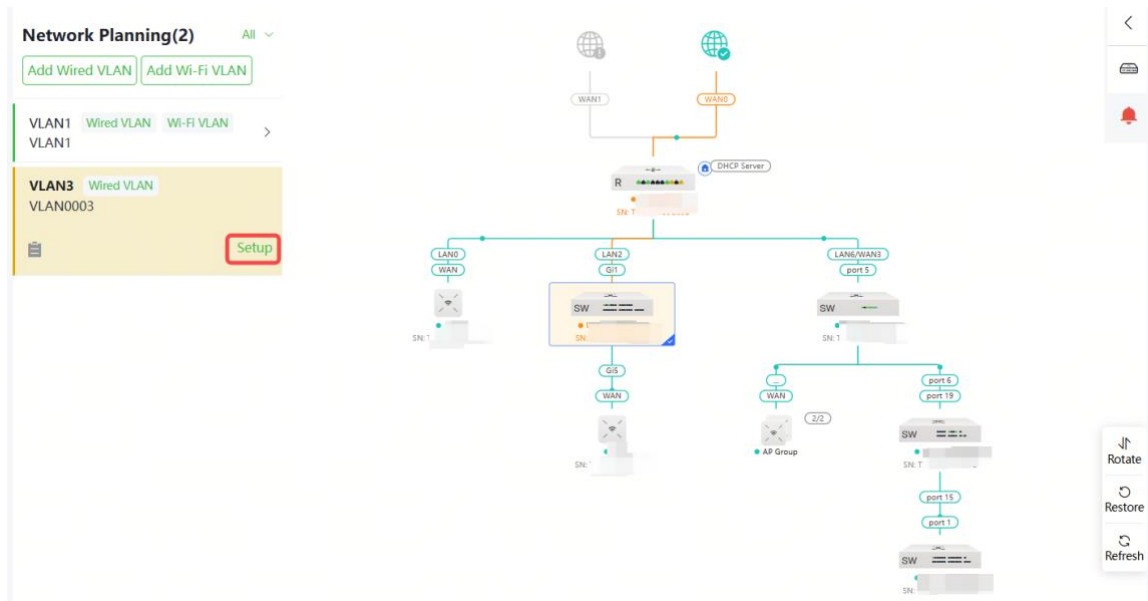 Network Planning(2) All
Add Wired VLAN Add Wi-Fi VLAN
VLAN1 Wired VLAN Wi-Fi VLAN
VLAN1
VLAN3 Wired VLAN
VLAN0003
Setup
WAN1 WAN0
DHCP Server
R
SN: T
LAN0 LAN2 LAN6/WAN3
WAN Gi1 port 5
SW SW
SN: SN: SN: 1
Gi5 ... port 6
WAN WAN port 19
2/2
SW
AP Group
SN: SN: T
port 15
port 1
SW
SN:
Rotate
Restore
Refresh